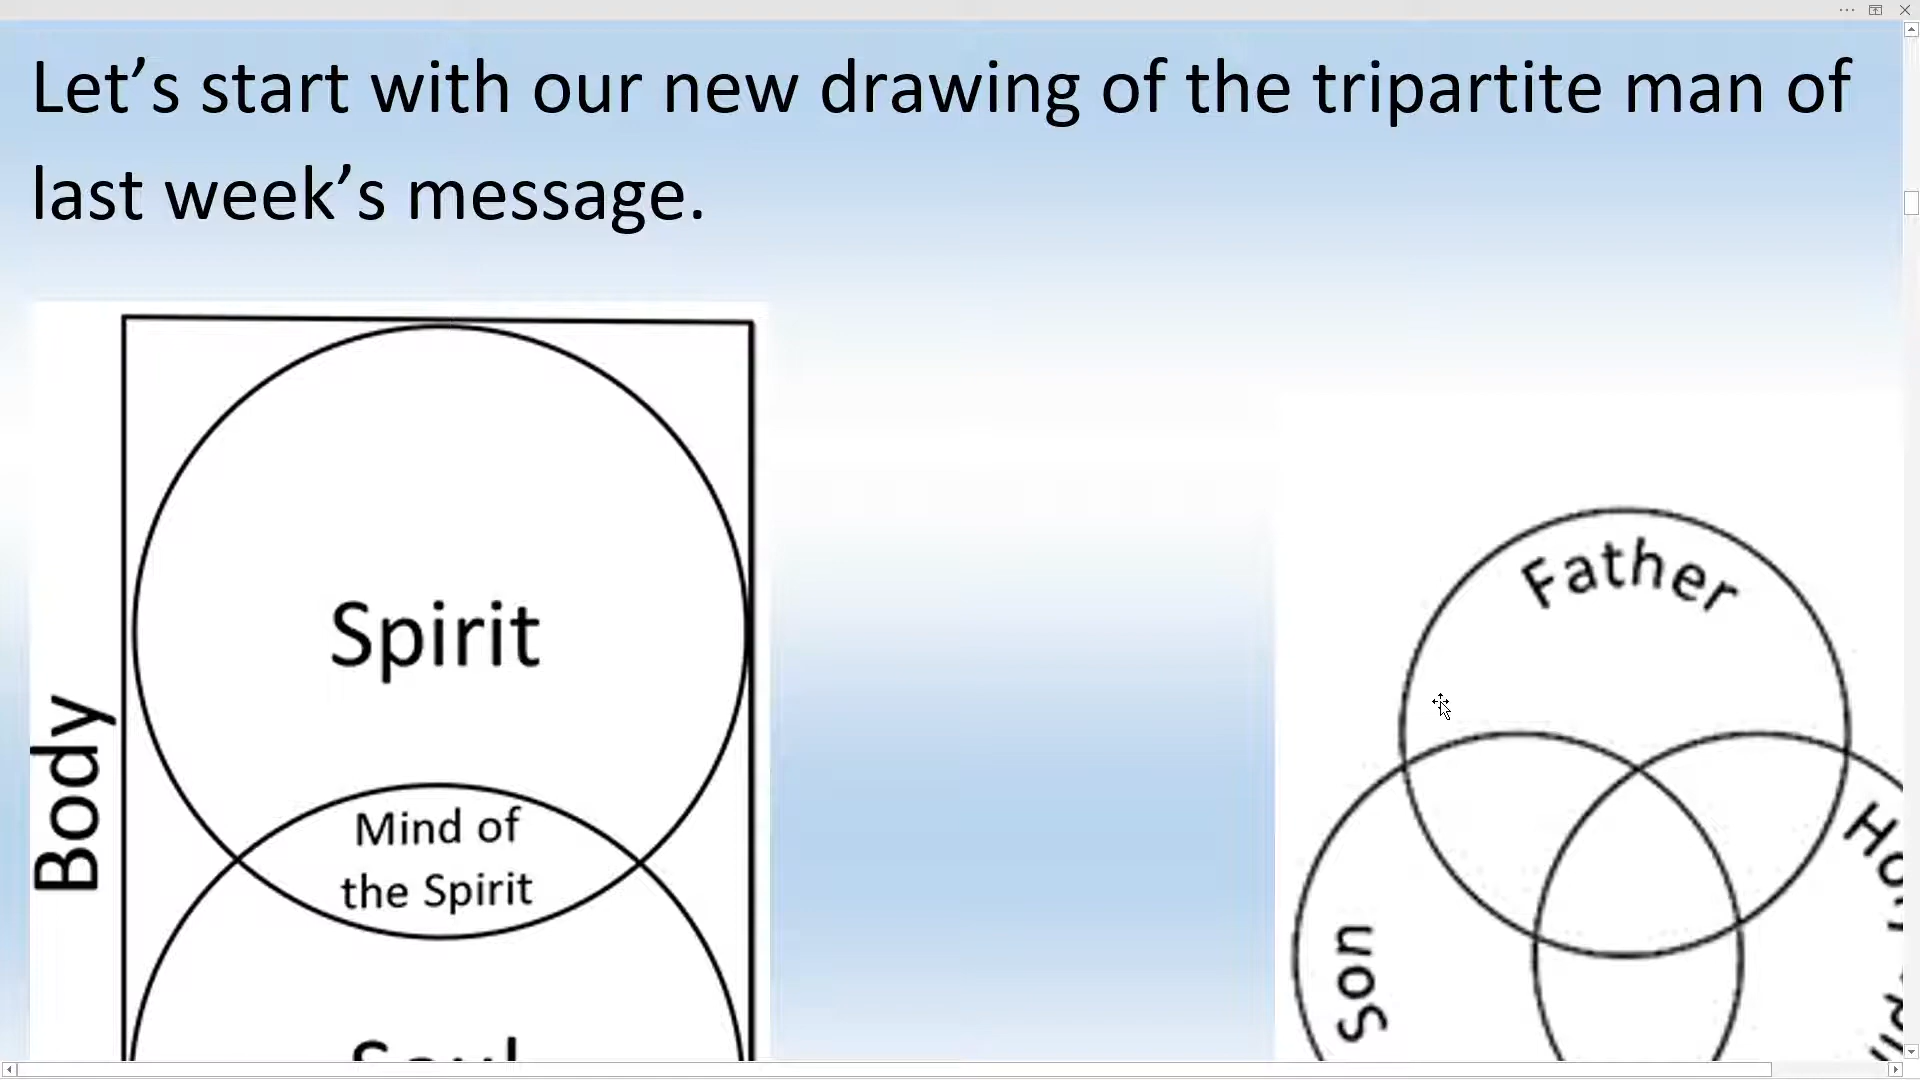 Let’s start with our new drawing of the tripartite man of
last week’s message.
Body
Spirit
Mind of
the Spirit
Soul
Father
Son